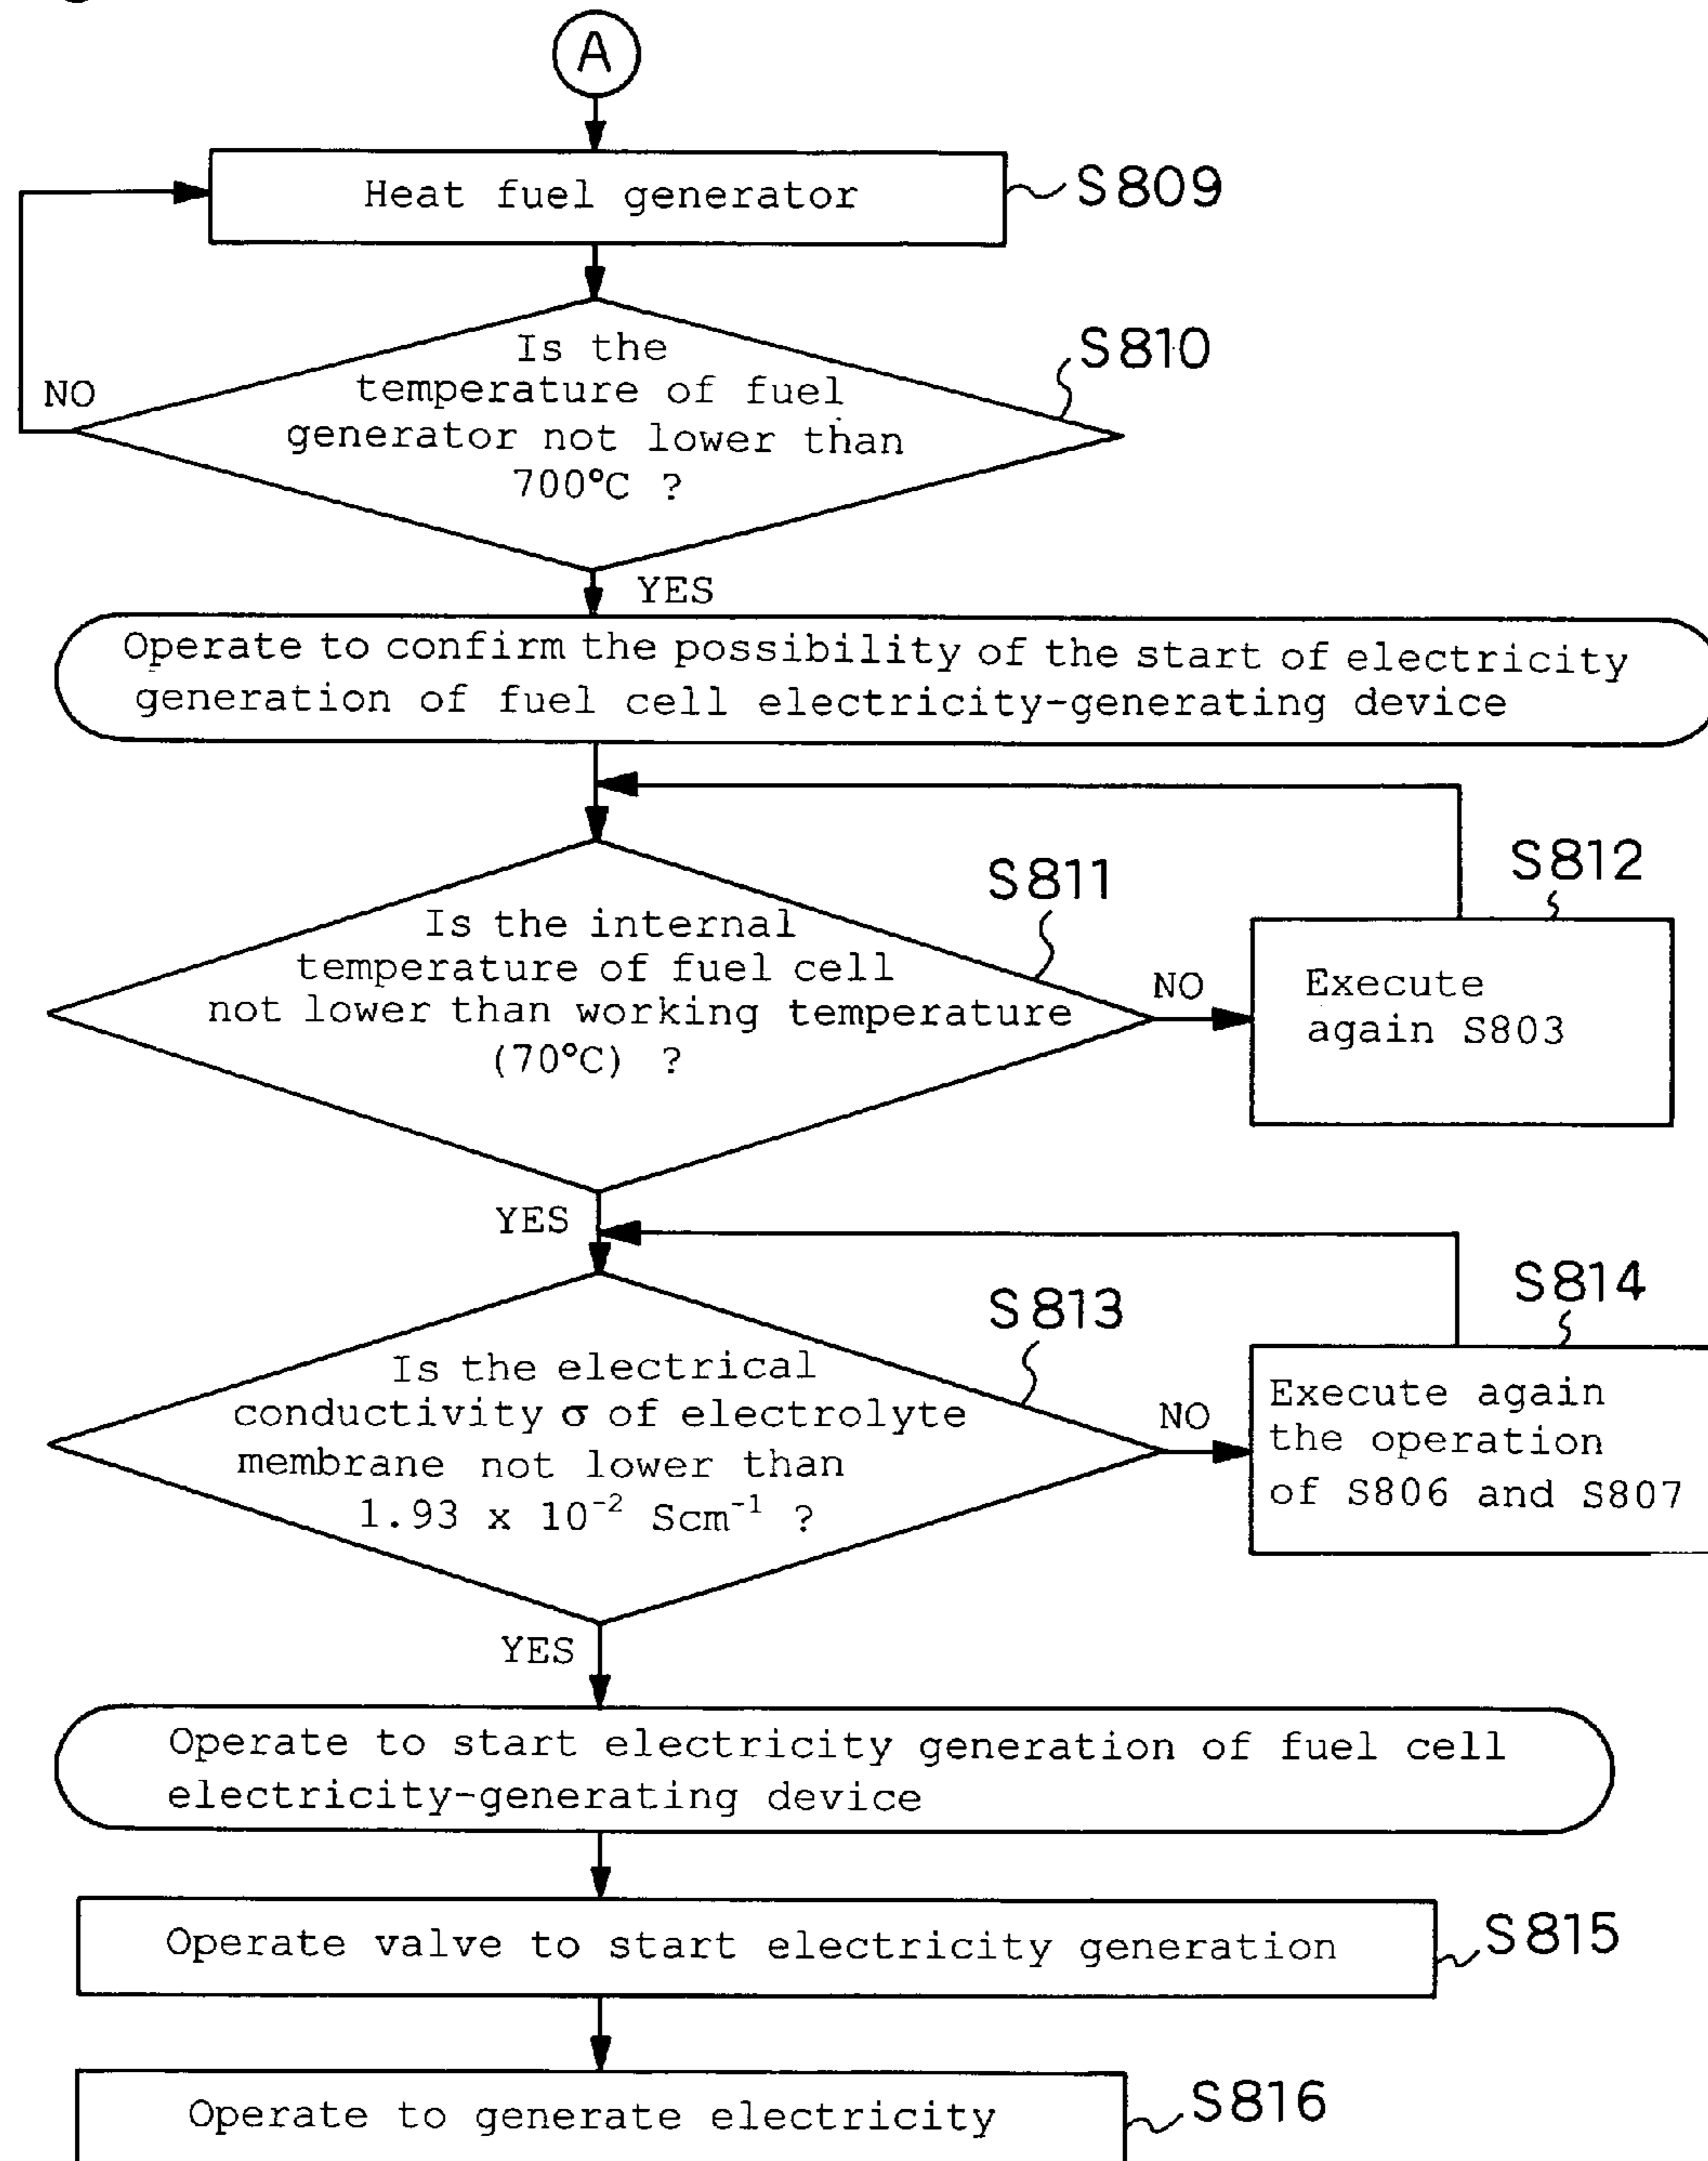 A
Heat fuel generator
S809
Is the
temperature of fuel
generator not lower than
700°C ?
S810
NO
YES
Operate to confirm the possibility of the start of electricity
generation of fuel cell electricity-generating device
Is the internal
temperature of fuel cell
not lower than working temperature
(70°C) ?
S811
NO
S812
Execute
again S803
YES
Is the electrical
conductivity σ of electrolyte
membrane not lower than
1.93 x 10⁻² Scm⁻¹ ?
S813
NO
S814
Execute again
the operation
of S806 and S807
YES
Operate to start electricity generation of fuel cell
electricity-generating device
Operate valve to start electricity generation
S815
Operate to generate electricity
S816